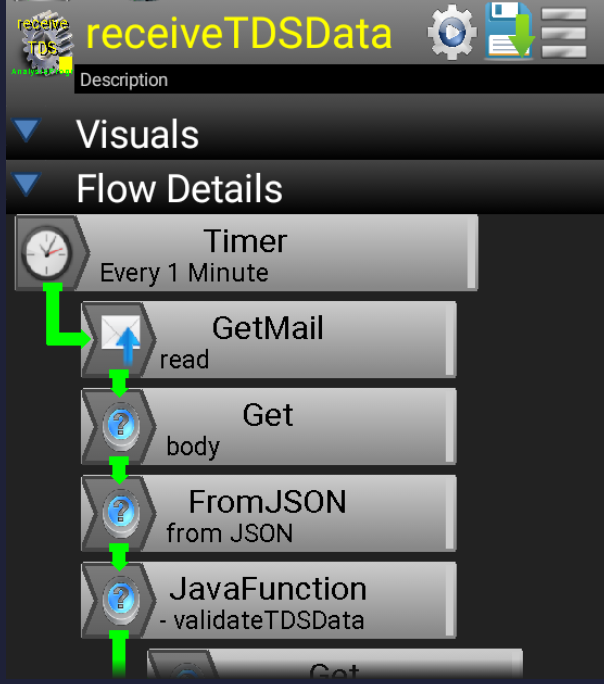 receive
TDS
receiveTDSData
Description
Visuals
Flow Details
Timer
Every 1 Minute
GetMail
read
Get
body
FromJSON
from JSON
JavaFunction
- validateTDSData
Get